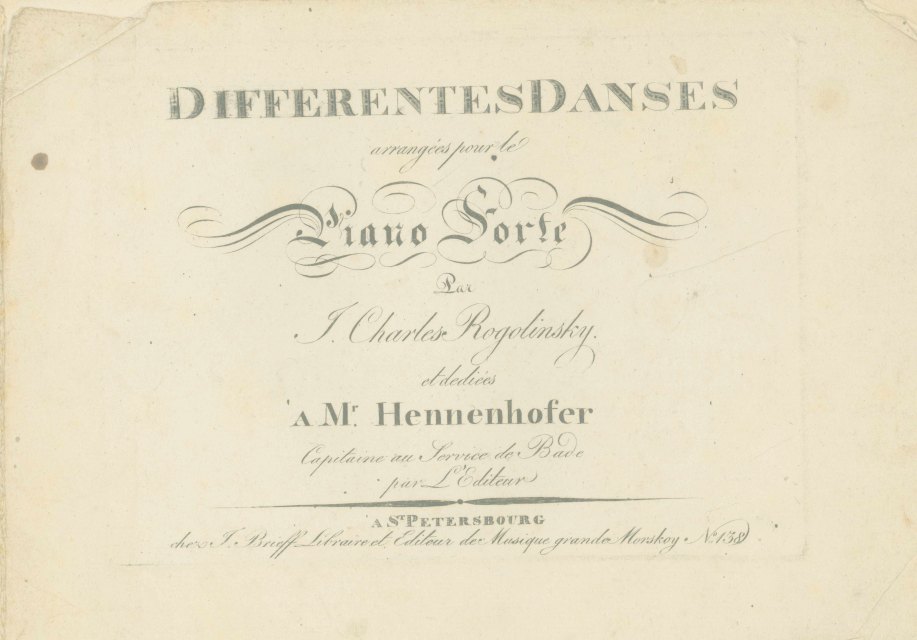 DIFFERENTES DANSES
arrangées pour le
Piano Forte
Par
J. Charles Rogolinsky.
et dediées
A Mr. Hennenhofer
Capitaine au Service de Bade
par L'Editeur
A ST. PETERSBOURG
chez J. Brieff Libraire et Editeur de Musique grande Morskoy No. 138